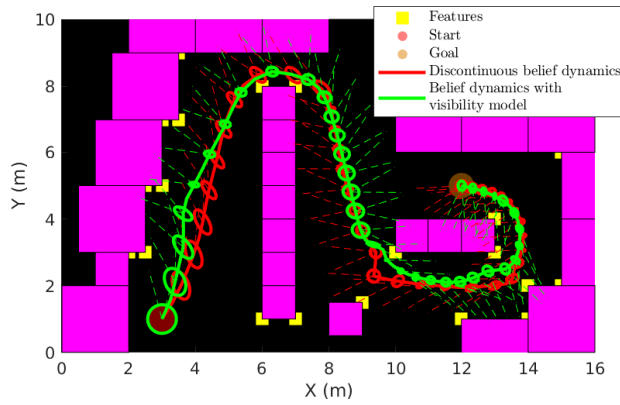 Features
Start
Goal
Discontinuous belief dynamics
Belief dynamics with
visibility model
10
8
6
4
2
0
Y (m)
0 2 4 6 8 10 12 14 16
X (m)